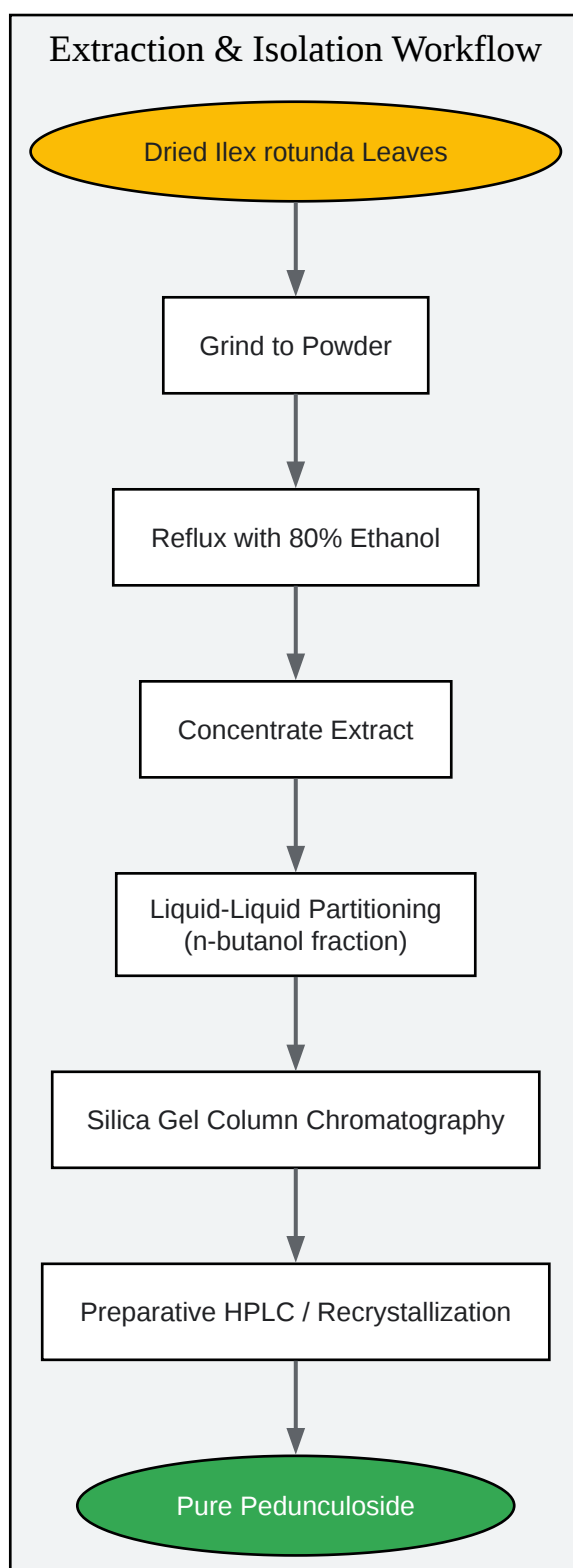 Extraction & Isolation Workflow
Dried Ilex rotunda Leaves
Grind to Powder
Reflux with 80% Ethanol
Concentrate Extract
Liquid-Liquid Partitioning
(n-butanol fraction)
Silica Gel Column Chromatography
Preparative HPLC / Recrystallization
Pure Pedunculoside